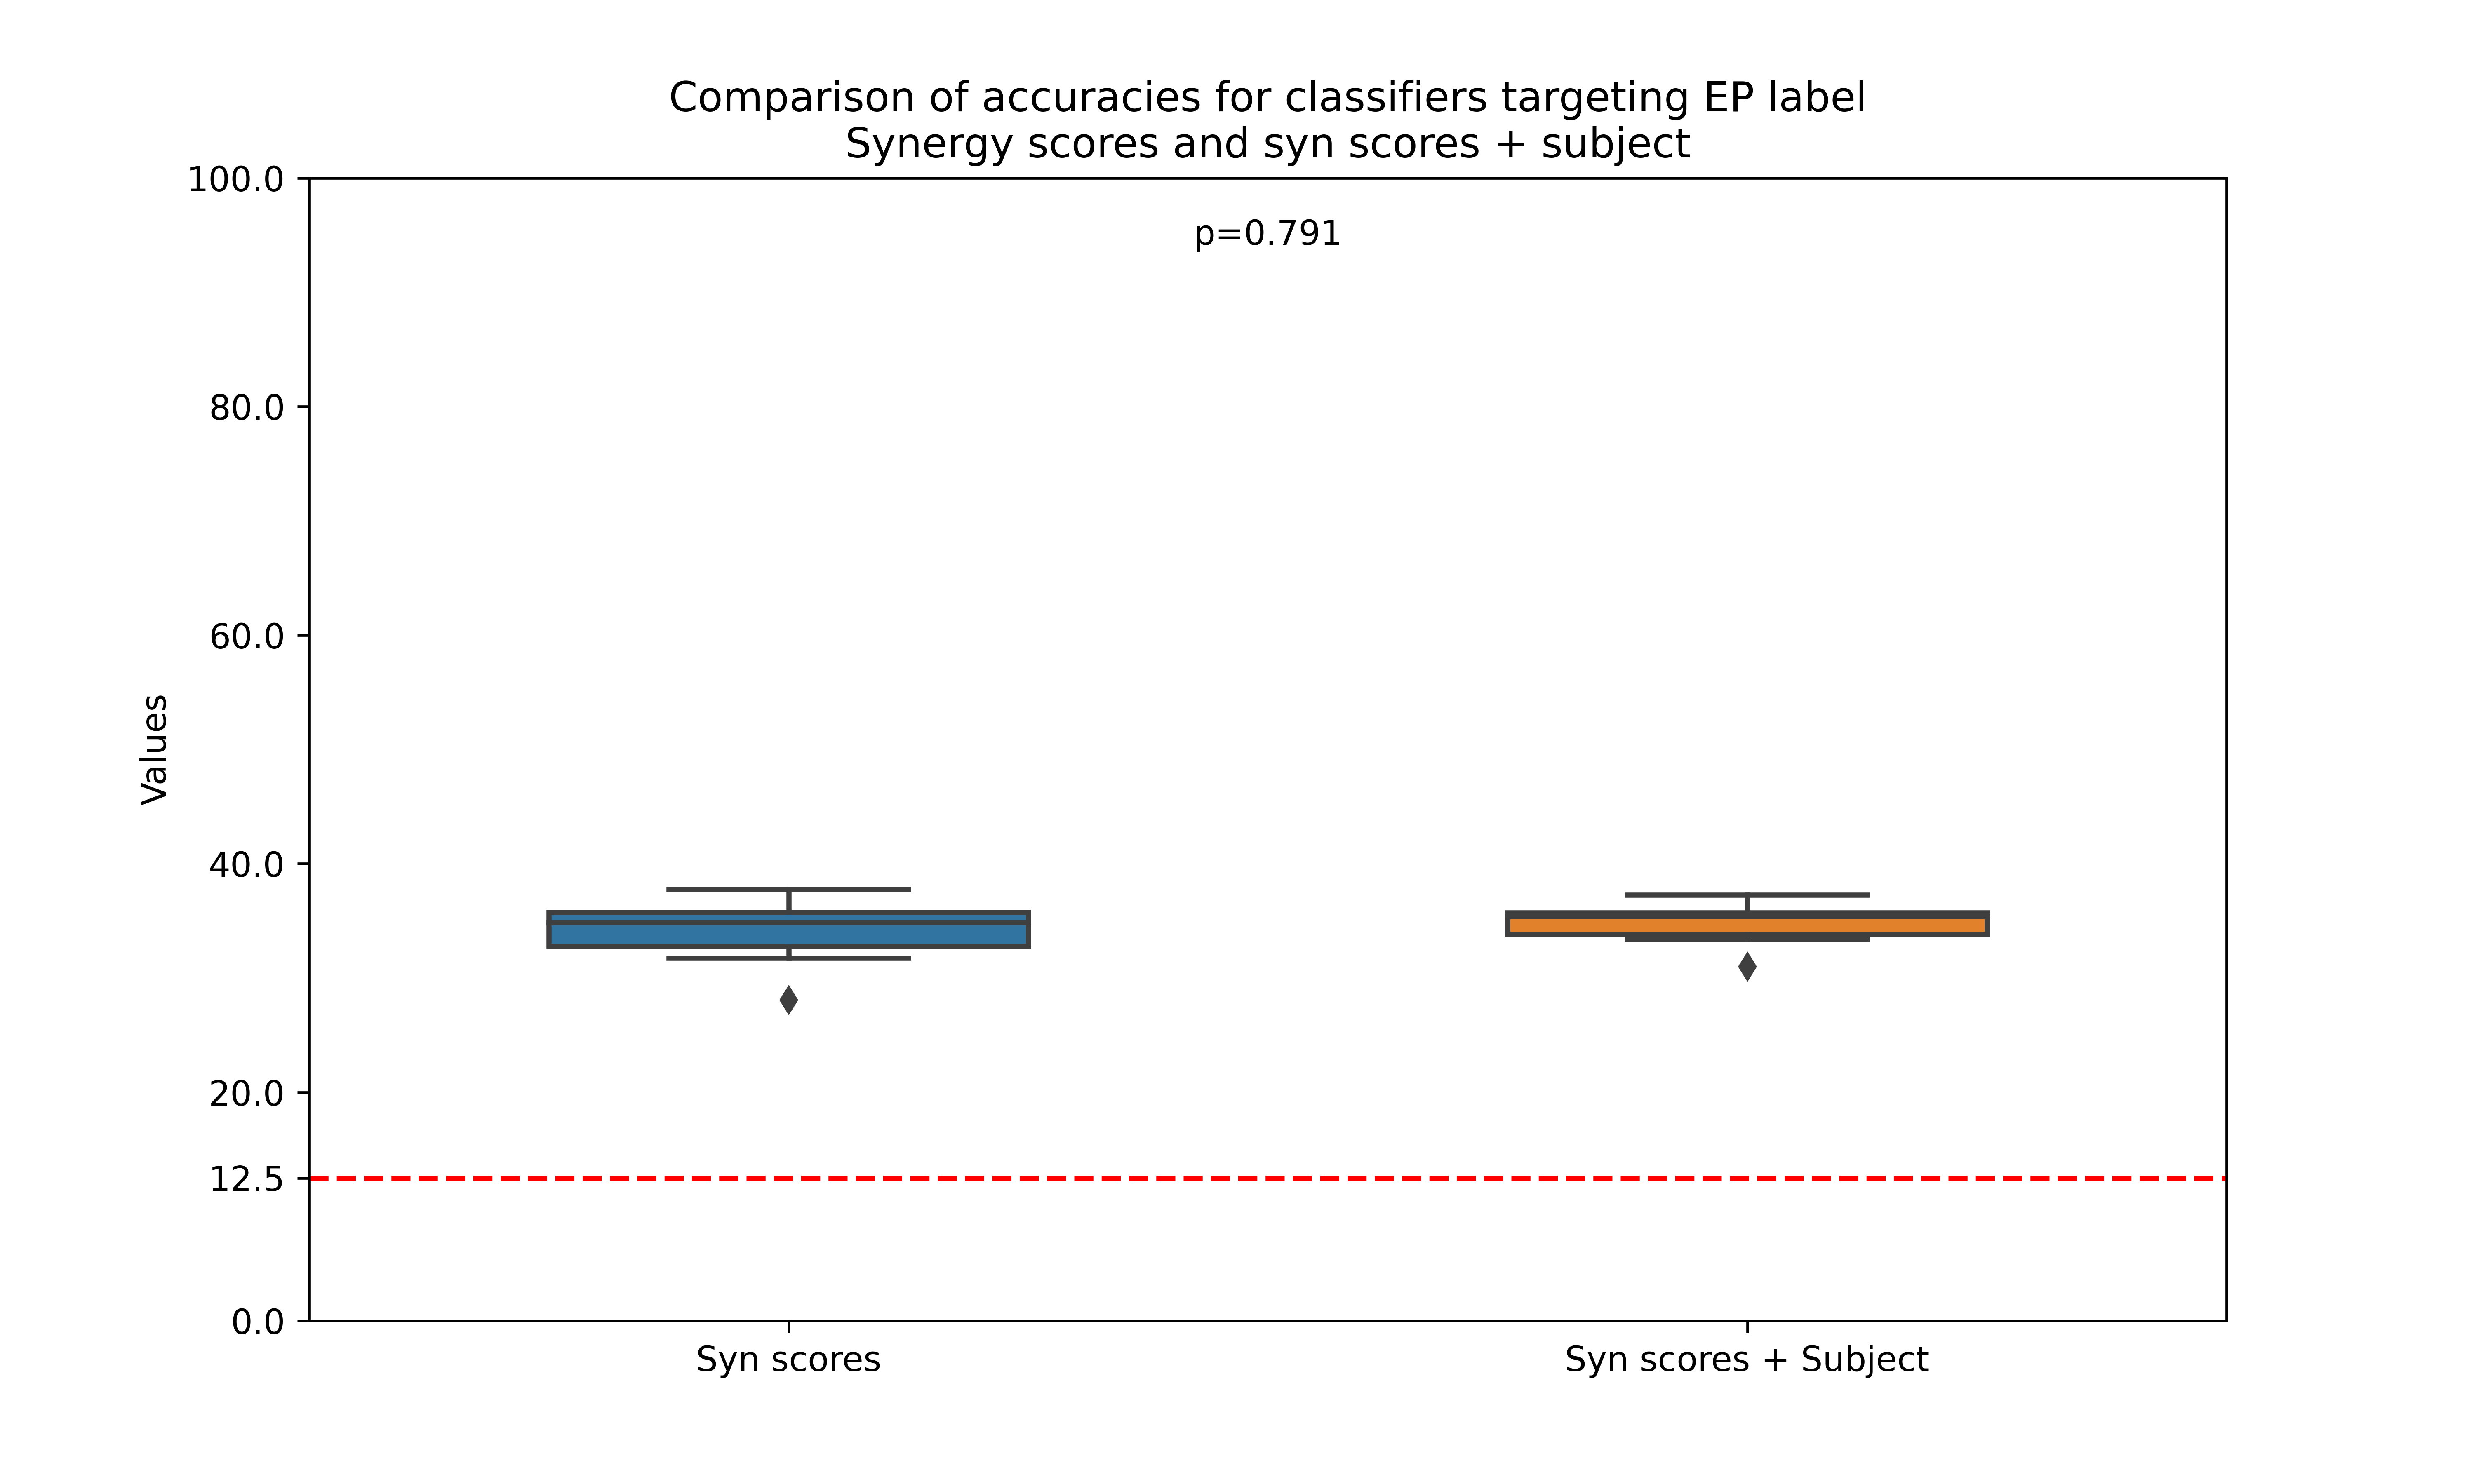 Comparison of accuracies for classifiers targeting EP label
Synergy scores and syn scores + subject
100.0
p=0.791
80.0
60.0
Values
40.0
20.0
12.5
0.0
Syn scores
Syn scores + Subject